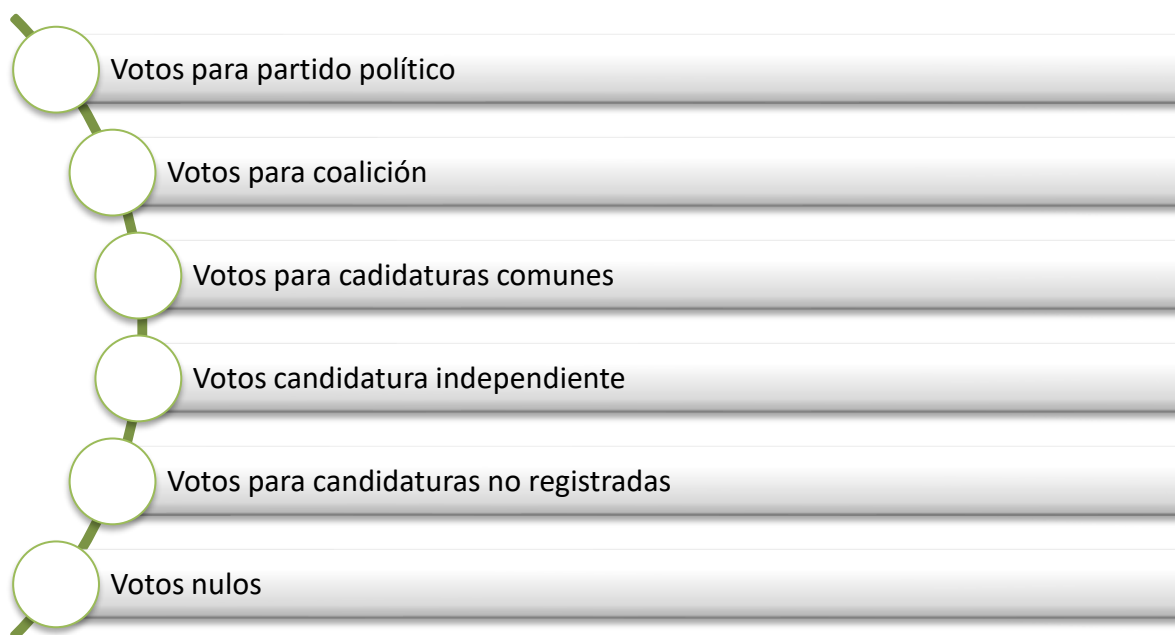 Votos para partido político
Votos para coalición
Votos para cadidaturas comunes
Votos candidatura independiente
Votos para candidaturas no registradas
Votos nulos